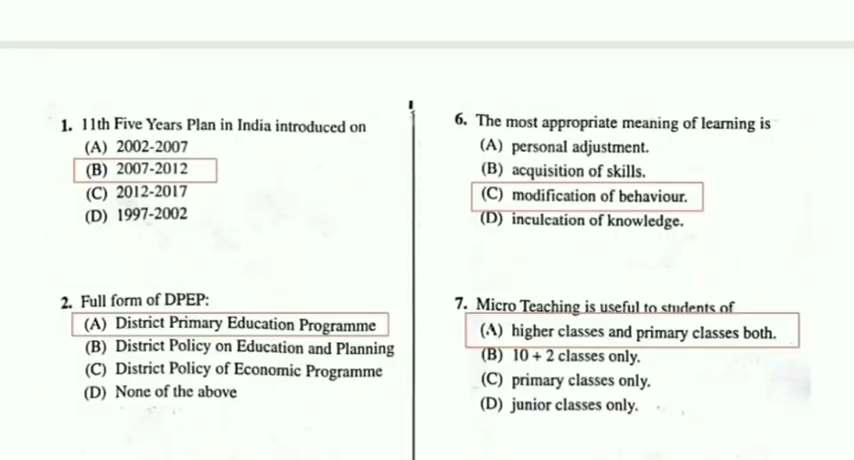 1. 11th Five Years Plan in India introduced on
(A) 2002-2007
(B) 2007-2012
(C) 2012-2017
(D) 1997-2002
2. Full form of DPEP:
(A) District Primary Education Programme
(B) District Policy on Education and Planning
(C) District Policy of Economic Programme
(D) None of the above
6. The most appropriate meaning of learning is
(A) personal adjustment.
(B) acquisition of skills.
(C) modification of behaviour.
(D) inculcation of knowledge.
7. Micro Teaching is useful to students of
(A) higher classes and primary classes both.
(B) 10 + 2 classes only.
(C) primary classes only.
(D) junior classes only.